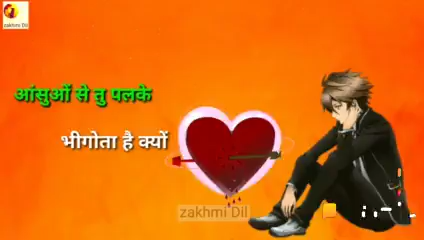 zakhmi Dil
आंसुओं से तु पलके
भीगोता है क्यों
zakhmi Dil